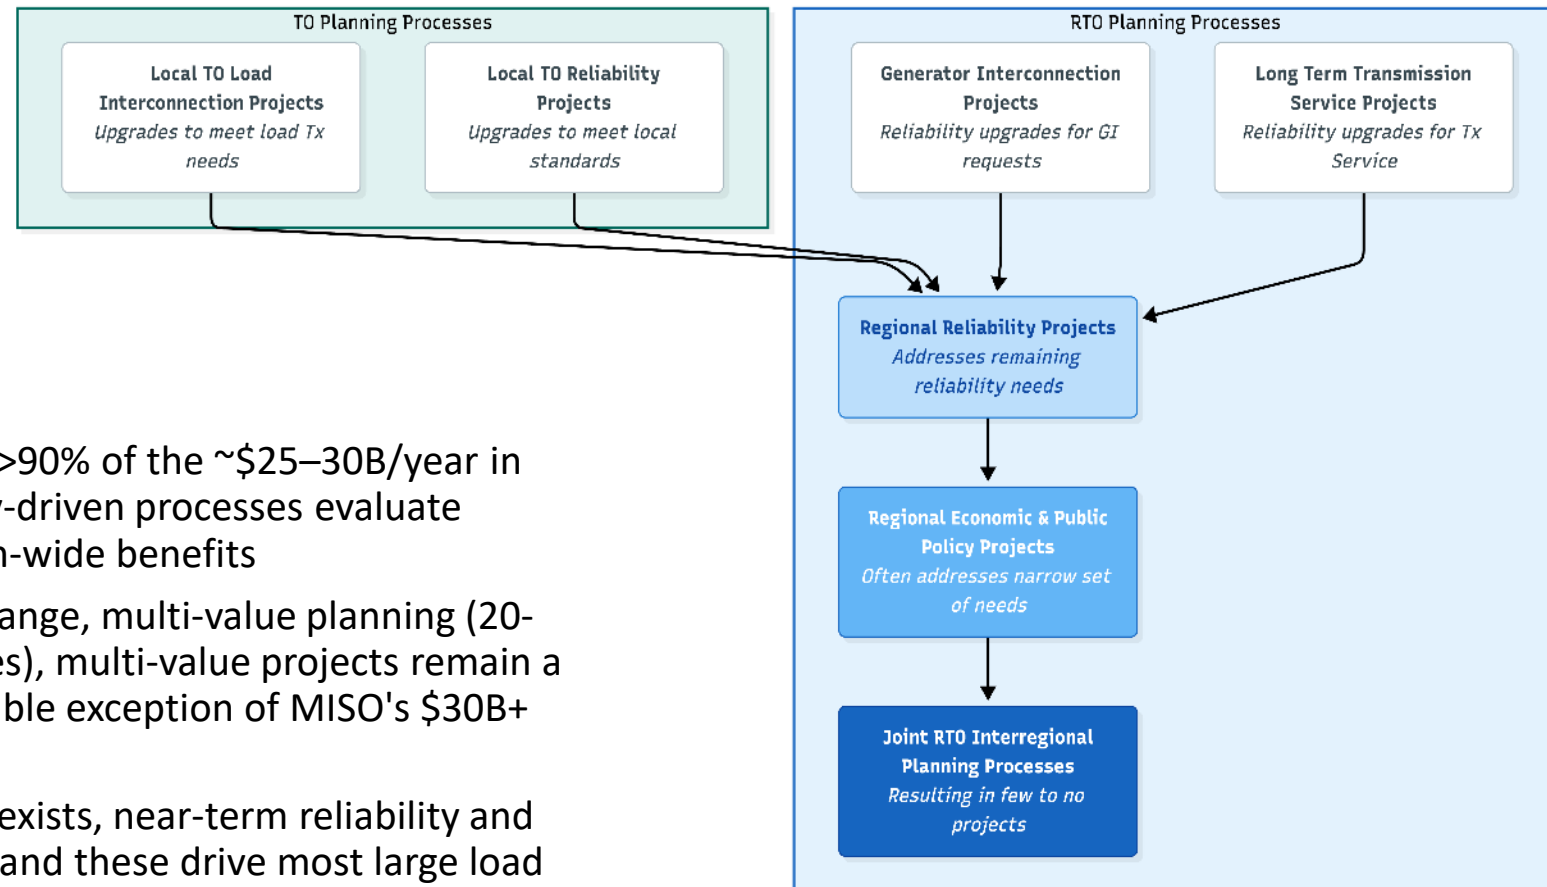 TO Planning Processes
Local TO Load
Interconnection Projects
Upgrades to meet load Tx
needs
Local TO Reliability
Projects
Upgrades to meet local
standards
RTO Planning Processes
Generator Interconnection
Projects
Reliability upgrades for GI
requests
Long Term Transmission
Service Projects
Reliability upgrades for Tx
Service
Regional Reliability Projects
Addresses remaining
reliability needs
Regional Economic & Public
Policy Projects
Often addresses narrow set
of needs
Joint RTO Interregional
Planning Processes
Resulting in few to no
projects
>90% of the ~$25–30B/year in
y-driven processes evaluate
n-wide benefits
ange, multi-value planning (20-
es), multi-value projects remain a
ble exception of MISO's $30B+
exists, near-term reliability and
and these drive most large load